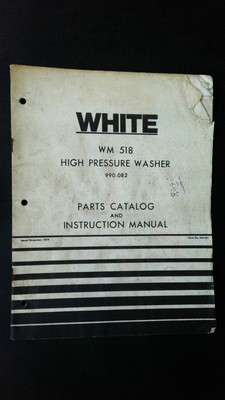 WHITE
WM 518
HIGH PRESSURE WASHER
990-082
PARTS CATALOG
AND
INSTRUCTION MANUAL